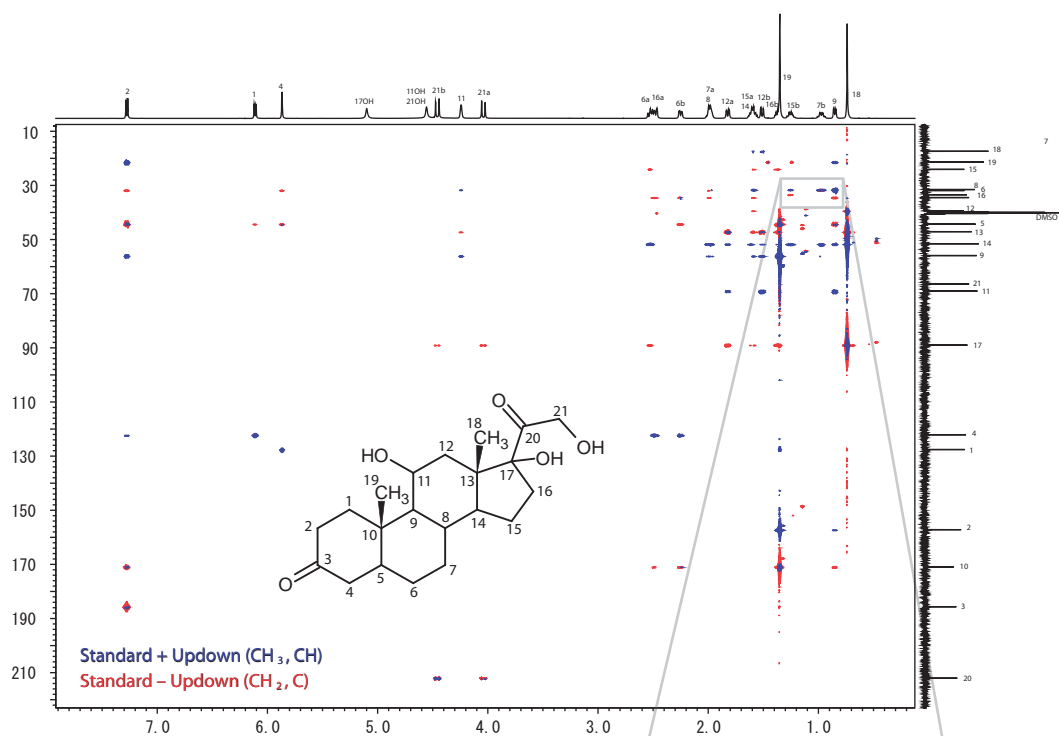 2
1
4
17OH
11OH
21OH
21b
11
21a
6a
16a
6b
7a
8
12a
15a
14
12b
16b
19
15b
7b
9
18
10
30
50
70
90
110
130
150
170
190
210
7
18
19
15
8
6
16
12
DMSO
5
13
14
9
21
11
17
4
1
2
10
3
20
O
21
18
CH3
20
OH
12
HO
17
OH
11
13
19
CH3
16
1
9
8
14
15
2
10
3
5
7
O
4
6
Standard + Updown (CH3, CH)
Standard – Updown (CH2, C)
7.0 6.0 5.0 4.0 3.0 2.0 1.0